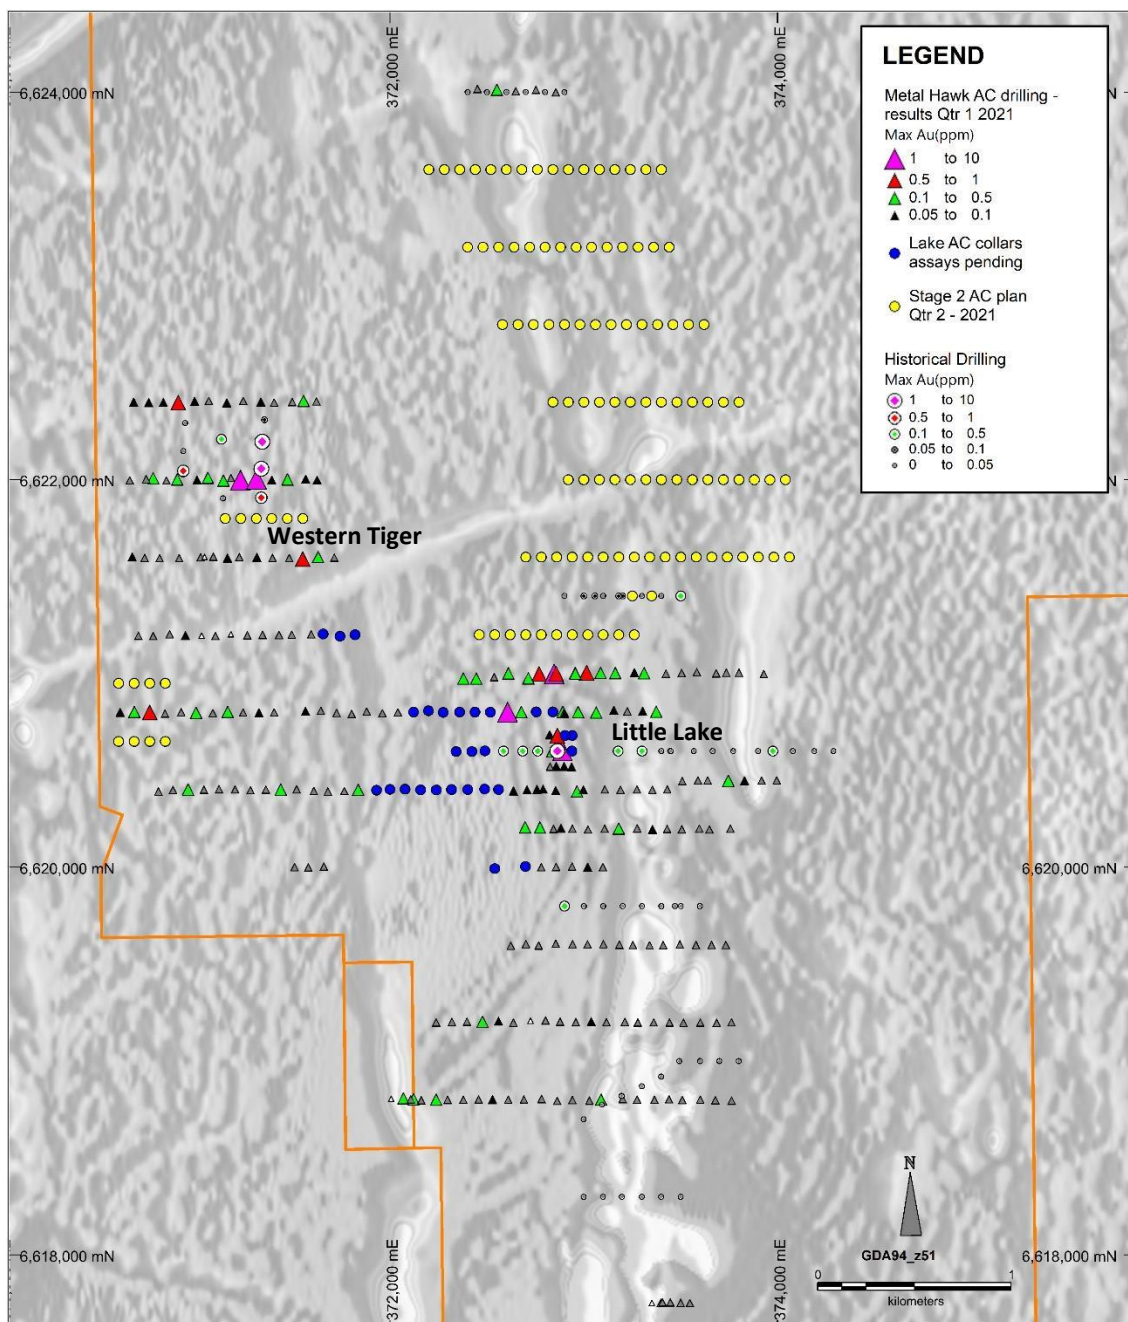 372,000 mE
374,000 mE
6,624,000 mN
N
LEGEND
Metal Hawk AC drilling -
results Qtr 1 2021
Max Au(ppm)
1 to 10
0.5 to 1
0.1 to 0.5
0.05 to 0.1
Lake AC collars
assays pending
Stage 2 AC plan
Qtr 2 - 2021
Historical Drilling
Max Au(ppm)
1 to 10
0.5 to 1
0.1 to 0.5
0.05 to 0.1
0 to 0.05
6,622,000 mN
N
Western Tiger
Little Lake
6,620,000 mN
6,620,000 mN
N
6,618,000 mN
GDA94_z51
6,618,000 mN
0 1
kilometers
372,000 mE
374,000 mE